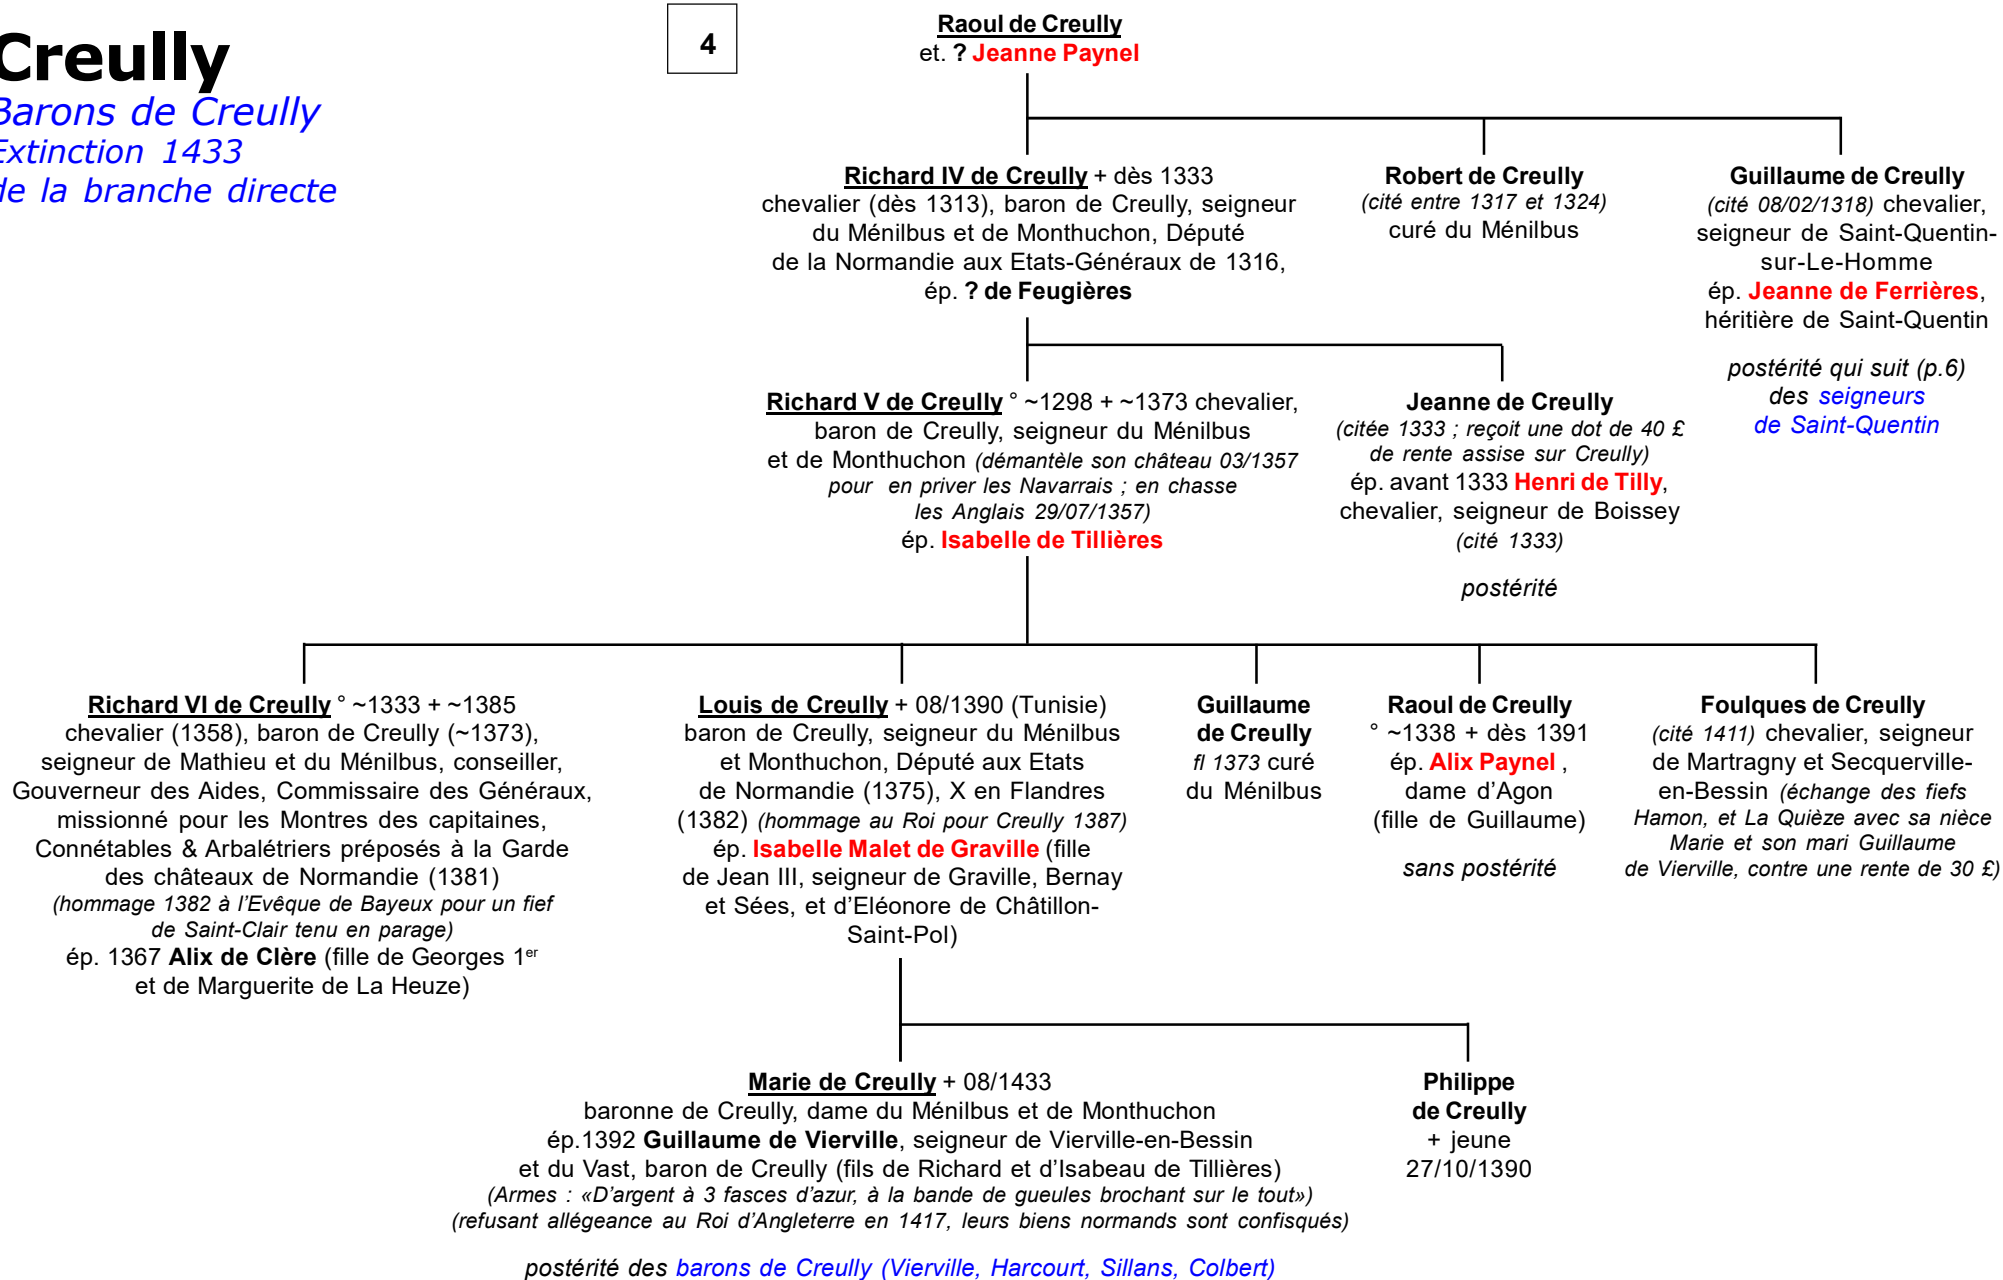 Creully
Barons de Creully
Extinction 1433
de la branche directe
4
Raoul de Creully
et. ? Jeanne Paynel
Richard IV de Creully + dès 1333
chevalier (dès 1313), baron de Creully, seigneur
du Ménilbus et de Monthuchon, Député
de la Normandie aux Etats-Généraux de 1316,
ép. ? de Feugières
Robert de Creully
(cité entre 1317 et 1324)
curé du Ménilbus
Guillaume de Creully
(cité 08/02/1318) chevalier,
seigneur de Saint-Quentin-
sur-Le-Homme
ép. Jeanne de Ferrières,
héritière de Saint-Quentin
postérité qui suit (p.6)
des seigneurs
de Saint-Quentin
Richard V de Creully ° ~1298 + ~1373 chevalier,
baron de Creully, seigneur du Ménilbus
et de Monthuchon (démantèle son château 03/1357
pour en priver les Navarrais ; en chasse
les Anglais 29/07/1357)
ép. Isabelle de Tillières
Jeanne de Creully
(citée 1333 ; reçoit une dot de 40 £
de rente assise sur Creully)
ép. avant 1333 Henri de Tilly,
chevalier, seigneur de Boissey
(cité 1333)
postérité
Richard VI de Creully ° ~1333 + ~1385
chevalier (1358), baron de Creully (~1373),
seigneur de Mathieu et du Ménilbus, conseiller,
Gouverneur des Aides, Commissaire des Généraux,
missionné pour les Montres des capitaines,
Connétables & Arbalétriers préposés à la Garde
des châteaux de Normandie (1381)
(hommage 1382 à l'Evêque de Bayeux pour un fief
de Saint-Clair tenu en parage)
ép. 1367 Alix de Clère (fille de Georges 1er
et de Marguerite de La Heuze)
Louis de Creully + 08/1390 (Tunisie)
baron de Creully, seigneur du Ménilbus
et Monthuchon, Député aux Etats
de Normandie (1375), X en Flandres
(1382) (hommage au Roi pour Creully 1387)
ép. Isabelle Malet de Graville (fille
de Jean III, seigneur de Graville, Bernay
et Sées, et d'Eléonore de Châtillon-
Saint-Pol)
Guillaume
de Creully
fl 1373 curé
du Ménilbus
Raoul de Creully
° ~1338 + dès 1391
ép. Alix Paynel ,
dame d'Agon
(fille de Guillaume)
sans postérité
Foulques de Creully
(cité 1411) chevalier, seigneur
de Martragny et Secquerville-
en-Bessin (échange des fiefs
Hamon, et La Quièze avec sa nièce
Marie et son mari Guillaume
de Vierville, contre une rente de 30 £)
Marie de Creully + 08/1433
baronne de Creully, dame du Ménilbus et de Monthuchon
ép.1392 Guillaume de Vierville, seigneur de Vierville-en-Bessin
et du Vast, baron de Creully (fils de Richard et d'Isabeau de Tillières)
(Armes : «D'argent à 3 fasces d'azur, à la bande de gueules brochant sur le tout»)
(refusant allégeance au Roi d'Angleterre en 1417, leurs biens normands sont confisqués)
postérité des barons de Creully (Vierville, Harcourt, Sillans, Colbert)
Philippe
de Creully
+ jeune
27/10/1390